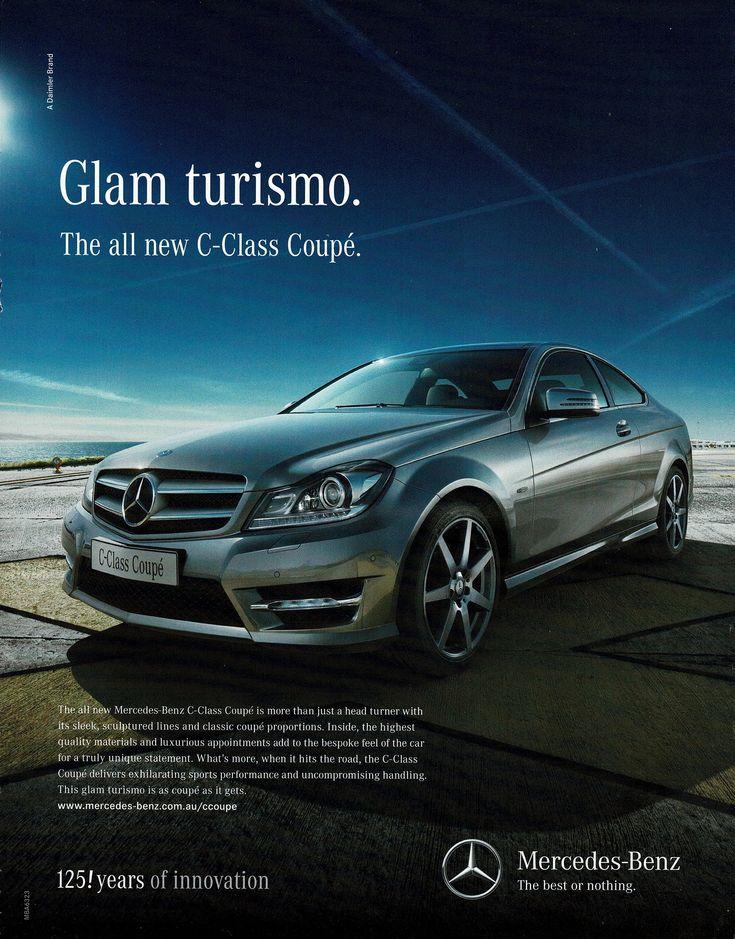 A Daimler Brand
Glam turismo.
The all new C-Class Coupé.
C-Class Coupé
The all new Mercedes-Benz C-Class Coupé is more than just a head turner with
its sleek, sculptured lines and classic coupé proportions. Inside, the highest
quality materials and luxurious appointments add to the bespoke feel of the car
for a truly unique statement. What's more, when it hits the road, the C-Class
Coupé delivers exhilarating sports performance and uncompromising handling.
This glam turismo is as coupé as it gets.
www.mercedes-benz.com.au/ccoupe
125! years of innovation
Mercedes-Benz
The best or nothing.
MBA6323